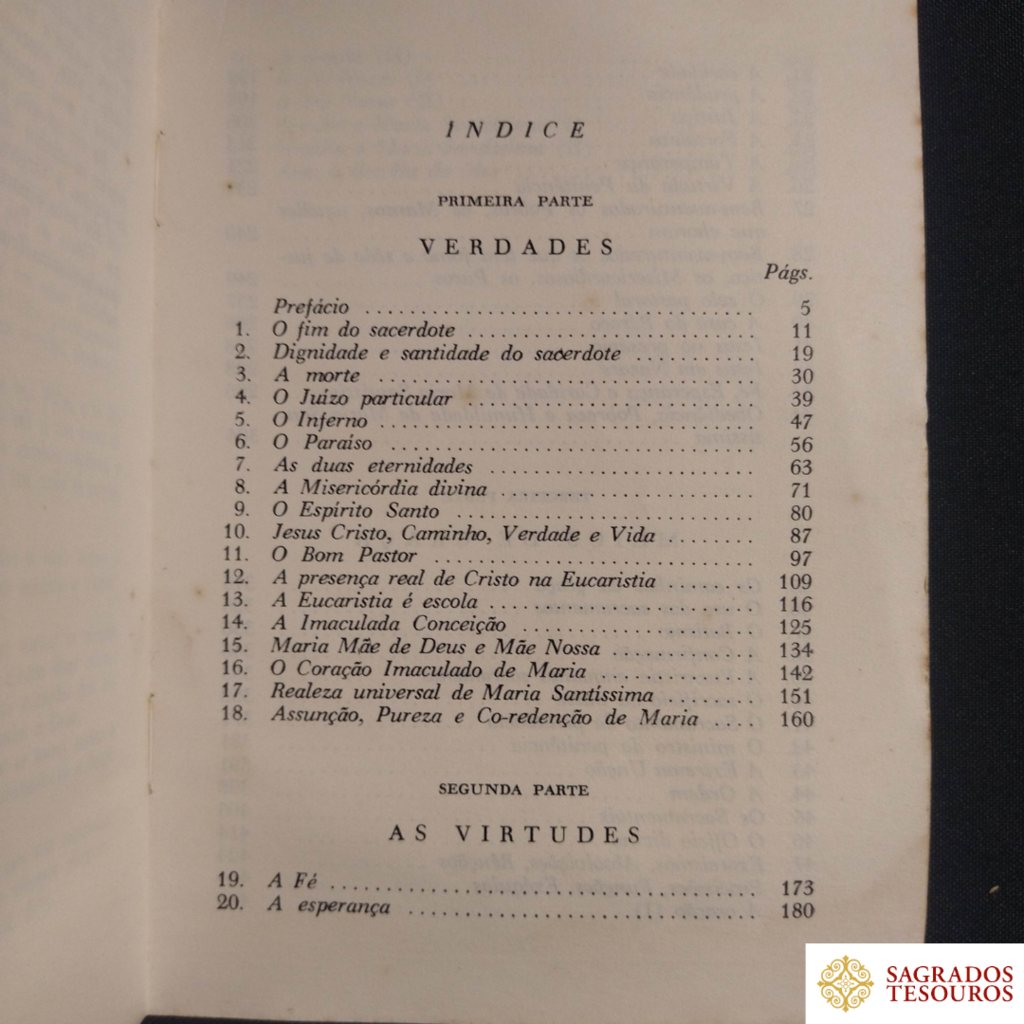 ÍNDICE
PRIMEIRA PARTE
VERDADES
Págs.
Prefácio .................................. 5
1. O fim do sacerdote ......................... 11
2. Dignidade e santidade do sacerdote .......... 19
3. A morte ................................. 30
4. O Juízo particular ......................... 39
5. O Inferno ................................. 47
6. O Paraíso ................................ 56
7. As duas eternidades ....................... 63
8. A Misericórdia divina ...................... 71
9. O Espírito Santo .......................... 80
10. Jesus Cristo, Caminho, Verdade e Vida ........ 87
11. O Bom Pastor ............................ 97
12. A presença real de Cristo na Eucaristia ........ 109
13. A Eucaristia é escola ....................... 116
14. A Imaculada Conceição .................... 125
15. Maria Mãe de Deus e Mãe Nossa ............. 134
16. O Coração Imaculado de Maria .............. 142
17. Realeza universal de Maria Santíssima ........ 151
18. Assunção, Pureza e Co-redenção de Maria .... 160
SEGUNDA PARTE
AS VIRTUDES
19. A Fé ..................................... 173
20. A esperança .............................. 180
SAGRADOS
TESOUROS